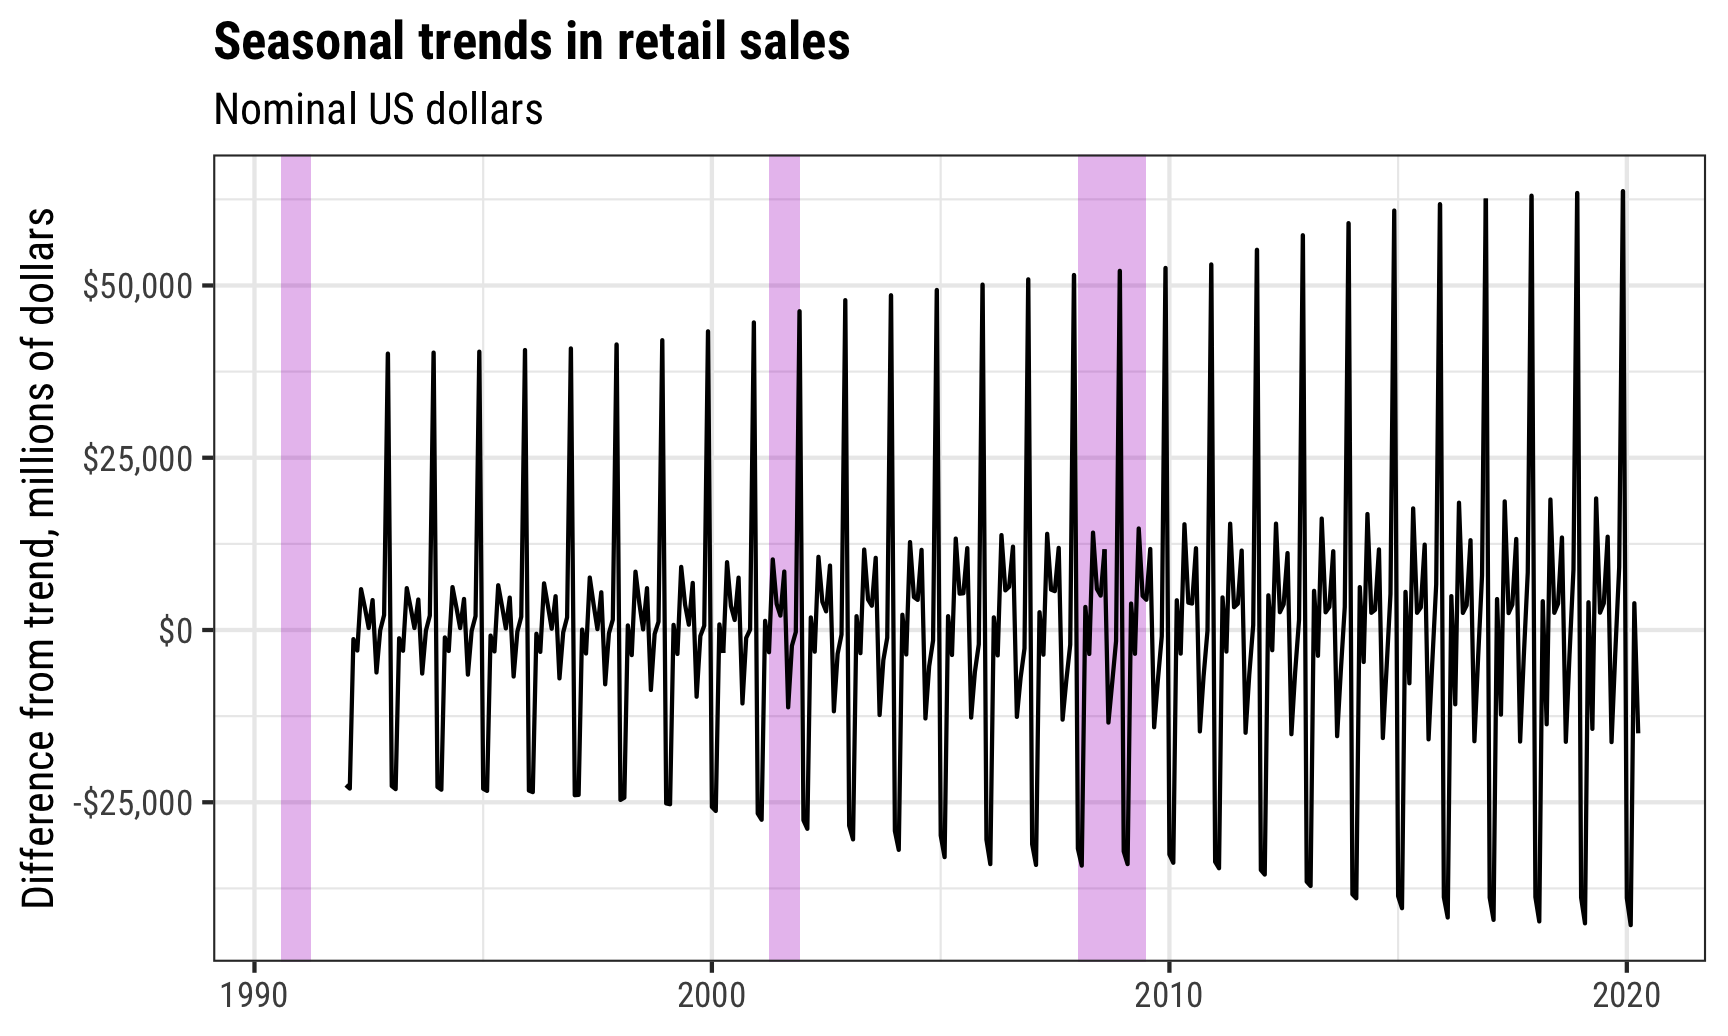 Seasonal trends in retail sales
Nominal US dollars
Difference from trend, millions of dollars
$50,000
$25,000
$0
-$25,000
1990
2000
2010
2020